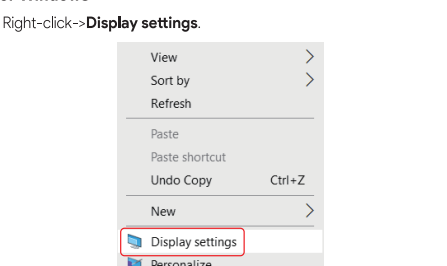 Right-click->Display settings.
View
Sort by
Refresh
Paste
Paste shortcut
Undo Copy Ctrl+Z
New
Display settings
Personalize